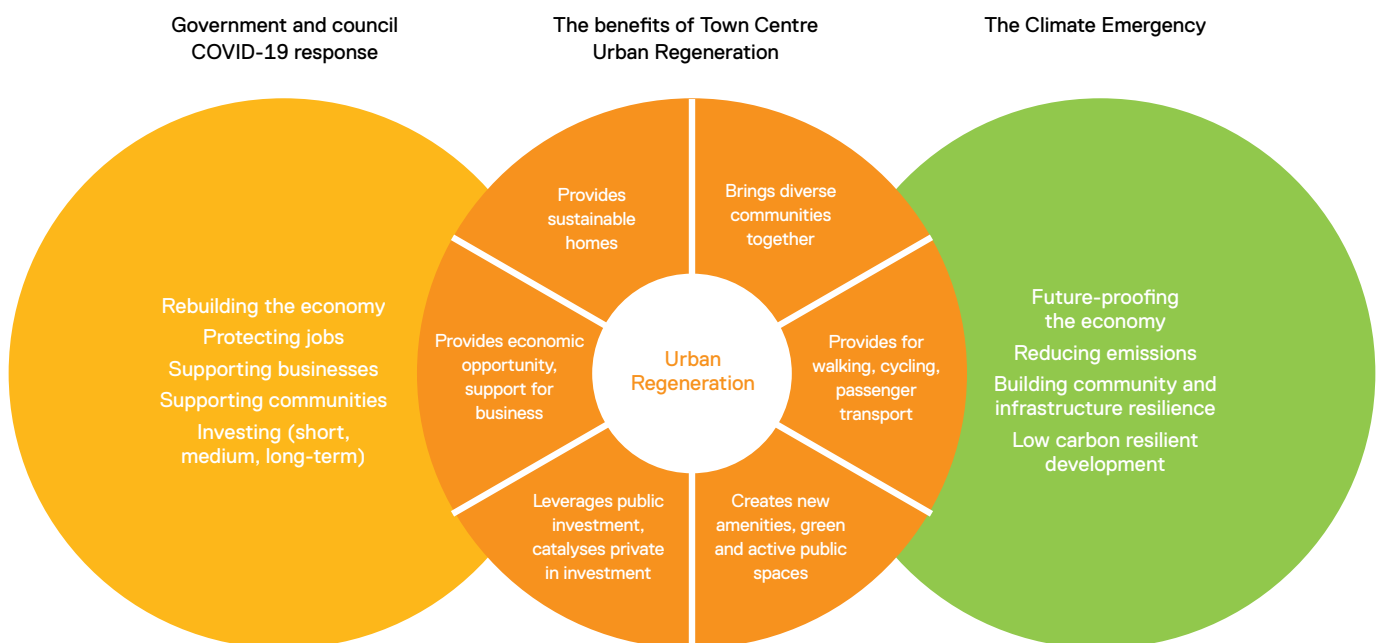 Government and council
COVID-19 response
The benefits of Town Centre
Urban Regeneration
The Climate Emergency
Rebuilding the economy
Protecting jobs
Supporting businesses
Supporting communities
Investing (short,
medium, long-term)
Provides
sustainable
homes
Brings diverse
communities
together
Provides economic
opportunity,
support for
business
Urban
Regeneration
Provides for
walking, cycling,
passenger
transport
Leverages public
investment,
catalyses private
in investment
Creates new
amenities, green
and active public
spaces
Future-proofing
the economy
Reducing emissions
Building community and
infrastructure resilience
Low carbon resilient
development